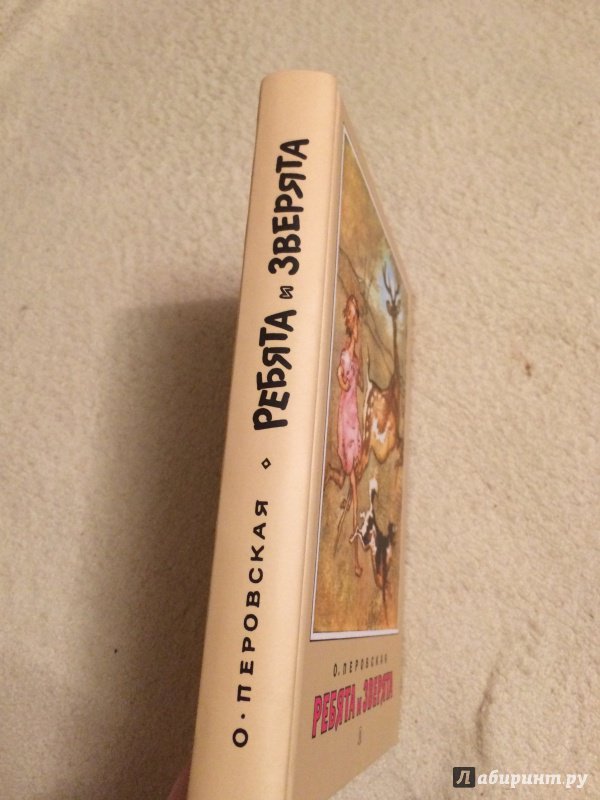 О · ПЕРОВСКАЯ ◇ РЕБЯТА и ЗВЕРЯТА
О. ПЕРОВСКАЯ
РЕБЯТА и ЗВЕРЯТА
Лабиринт.ру